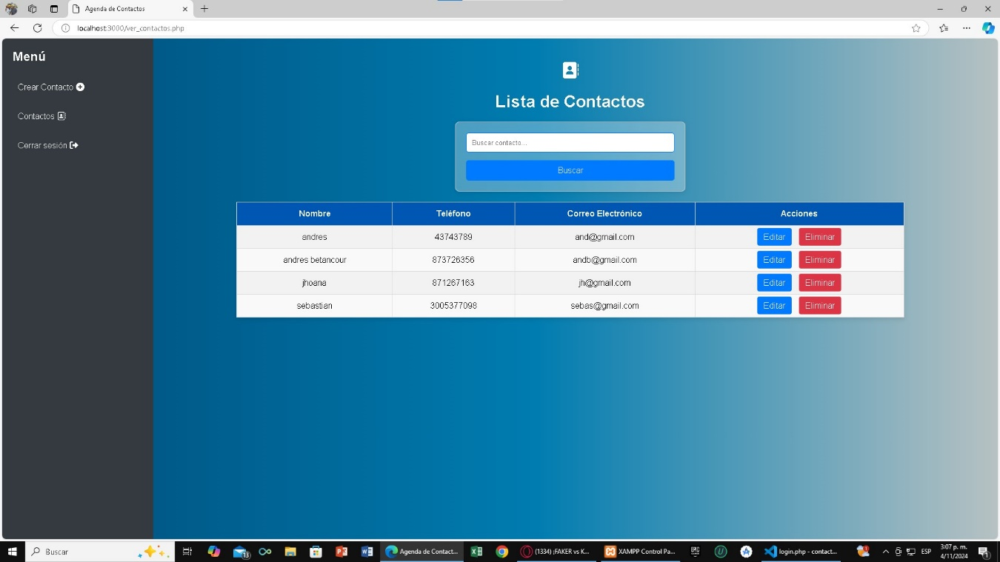 Agenda de Contactos
localhost:3000/ver_contactos.php
Menú
Crear Contacto
Contactos
Cerrar sesión
Lista de Contactos
Buscar contacto...
Buscar
Nombre Teléfono Correo Electrónico Acciones
andres 43743789 and@gmail.com Editar Eliminar
andres betancour 873726356 andb@gmail.com Editar Eliminar
jhoana 871267163 jh@gmail.com Editar Eliminar
sebastian 3005377098 sebas@gmail.com Editar Eliminar
Buscar 13 Agenda de Contact... (1334) ¡FAKER vs K... XAMPP Control Pa... EPIC login.php - contact... ESP 3:07 p. m.
4/11/2024 1